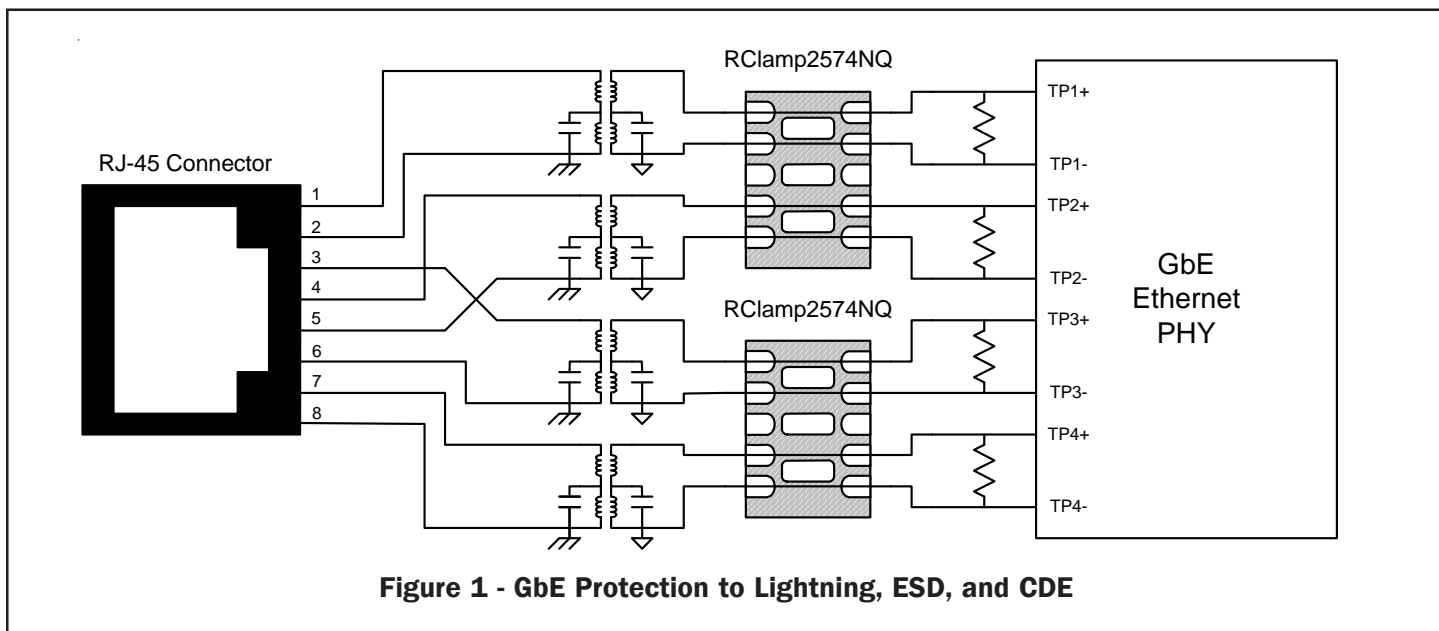 RClamp2574NQ
RJ-45 Connector
1
2
3
4
5
6
7
8
RClamp2574NQ
TP1+
TP1-
TP2+
TP2-
TP3+
TP3-
TP4+
TP4-
GbE
Ethernet
PHY
Figure 1 - GbE Protection to Lightning, ESD, and CDE